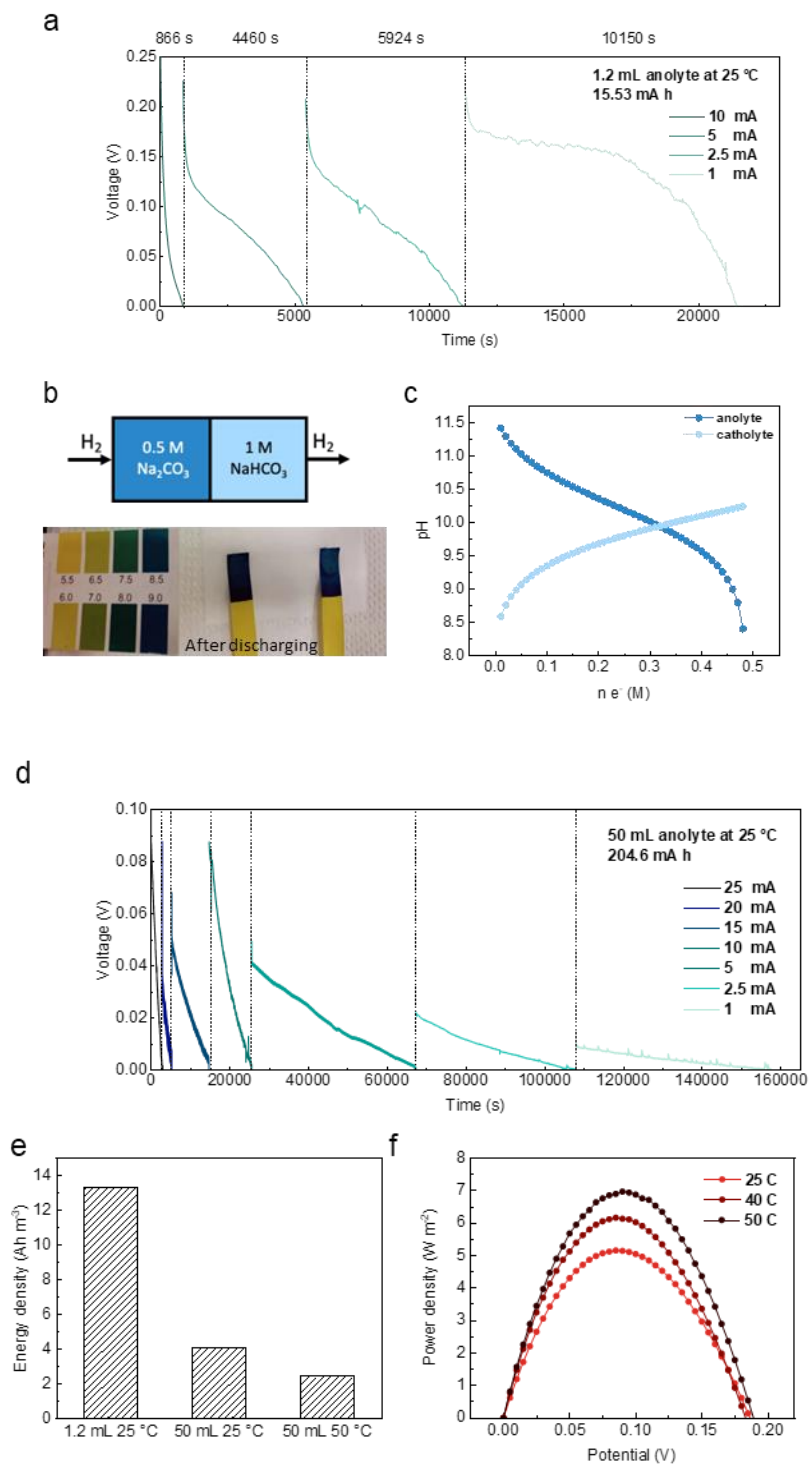 a
866 s 4460 s 5924 s 10150 s
0.25
0.20
0.15
0.10
0.05
0.00
Voltage (V)
1.2 mL anolyte at 25 °C
15.53 mA h
10 mA
5 mA
2.5 mA
1 mA
0 5000 10000 15000 20000
Time (s)
b
H2 0.5 M Na2CO3 1 M NaHCO3 H2
5.5 6.5 7.5 8.5
6.0 7.0 8.0 9.0
After discharging
c
11.5
11.0
10.5
10.0
9.5
9.0
8.5
8.0
pH
anolyte
catholyte
0.0 0.1 0.2 0.3 0.4 0.5
n e- (M)
d
0.10
0.08
0.06
0.04
0.02
0.00
Voltage (V)
50 mL anolyte at 25 °C
204.6 mA h
25 mA
20 mA
15 mA
10 mA
5 mA
2.5 mA
1 mA
0 20000 40000 60000 80000 100000 120000 140000 160000
Time (s)
e
14
12
10
8
6
4
2
0
Energy density (Ah m-3)
1.2 mL 25 °C 50 mL 25 °C 50 mL 50 °C
f
8
7
6
5
4
3
2
1
0
Power density (W m-2)
25 C
40 C
50 C
0.00 0.05 0.10 0.15 0.20
Potential (V)